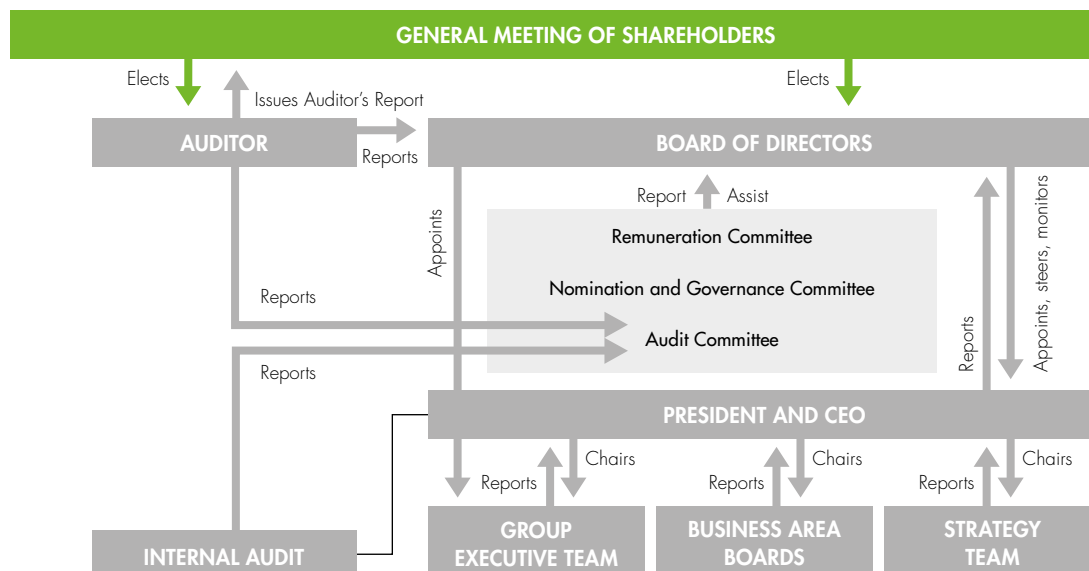 GENERAL MEETING OF SHAREHOLDERS
Elects
Elects
Issues Auditor's Report
AUDITOR
Reports
BOARD OF DIRECTORS
Appoints
Report
Assist
Remuneration Committee
Nomination and Governance Committee
Audit Committee
Reports
Reports
Reports
Appoints, steers, monitors
PRESIDENT AND CEO
Reports
Chairs
Reports
Chairs
Reports
Chairs
INTERNAL AUDIT
GROUP
EXECUTIVE TEAM
BUSINESS AREA
BOARDS
STRATEGY
TEAM